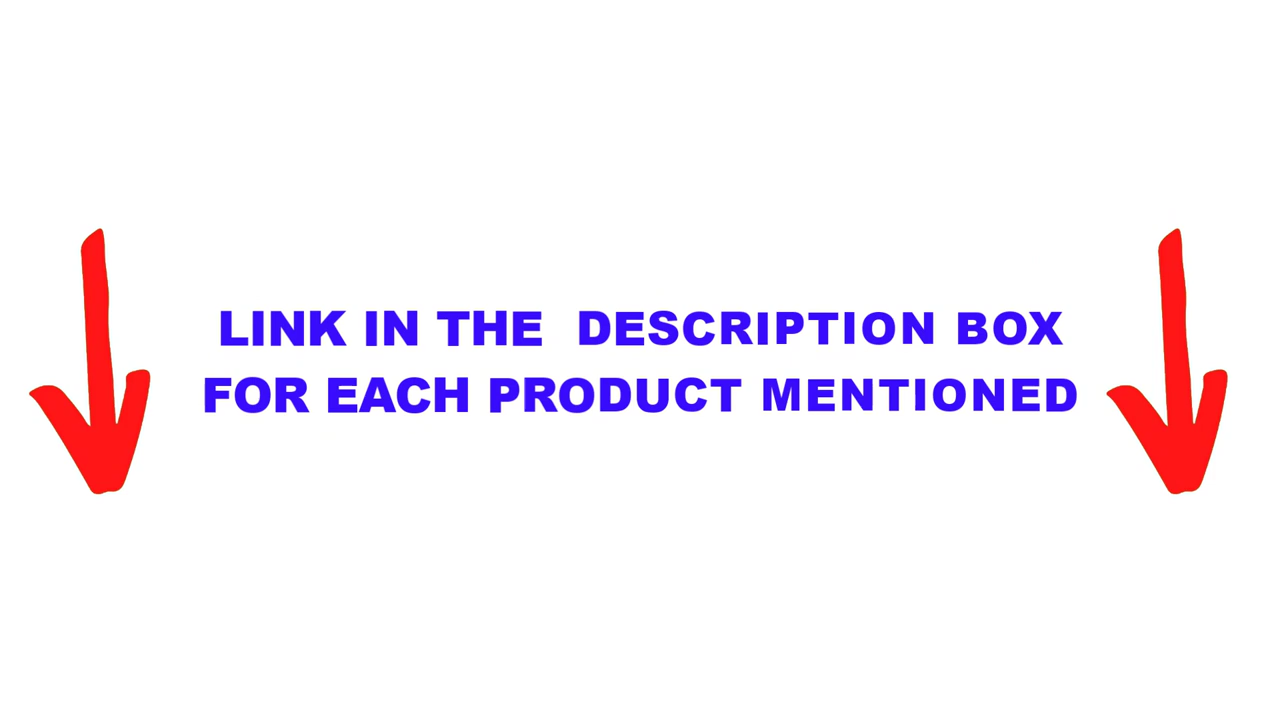 LINK IN THE DESCRIPTION BOX
FOR EACH PRODUCT MENTIONED